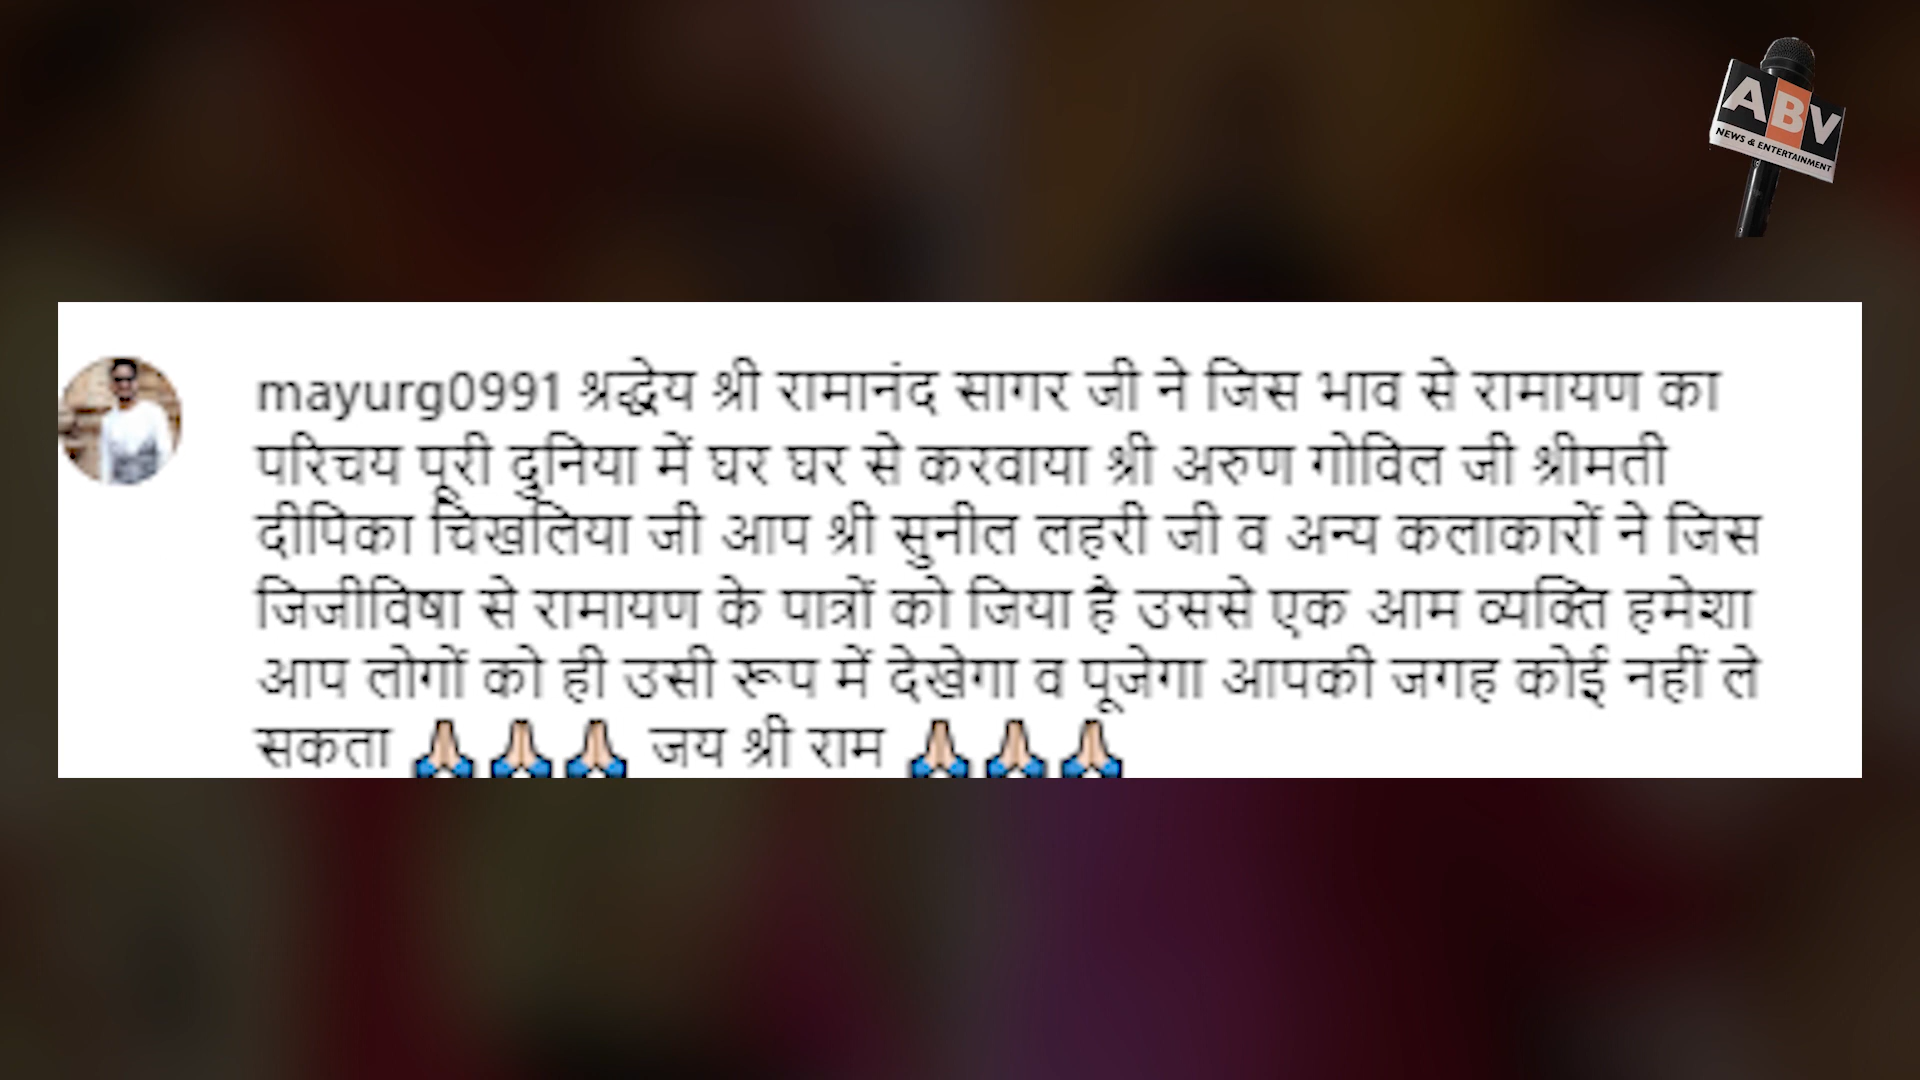 ABV
NEWS & ENTERTAINMENT
mayurg0991 श्रद्धेय श्री रामानंद सागर जी ने जिस भाव से रामायण का
परिचय पूरी दुनिया में घर घर से करवाया श्री अरुण गोविल जी श्रीमती
दीपिका चिखलिया जी आप श्री सुनील लहरी जी व अन्य कलाकारों ने जिस
जिजीविषा से रामायण के पात्रों को जिया है उससे एक आम व्यक्ति हमेशा
आप लोगों को ही उसी रूप में देखेगा व पूजेगा आपकी जगह कोई नहीं ले
सकता 🙏🏻🙏🏻🙏🏻 जय श्री राम 🙏🏻🙏🏻🙏🏻